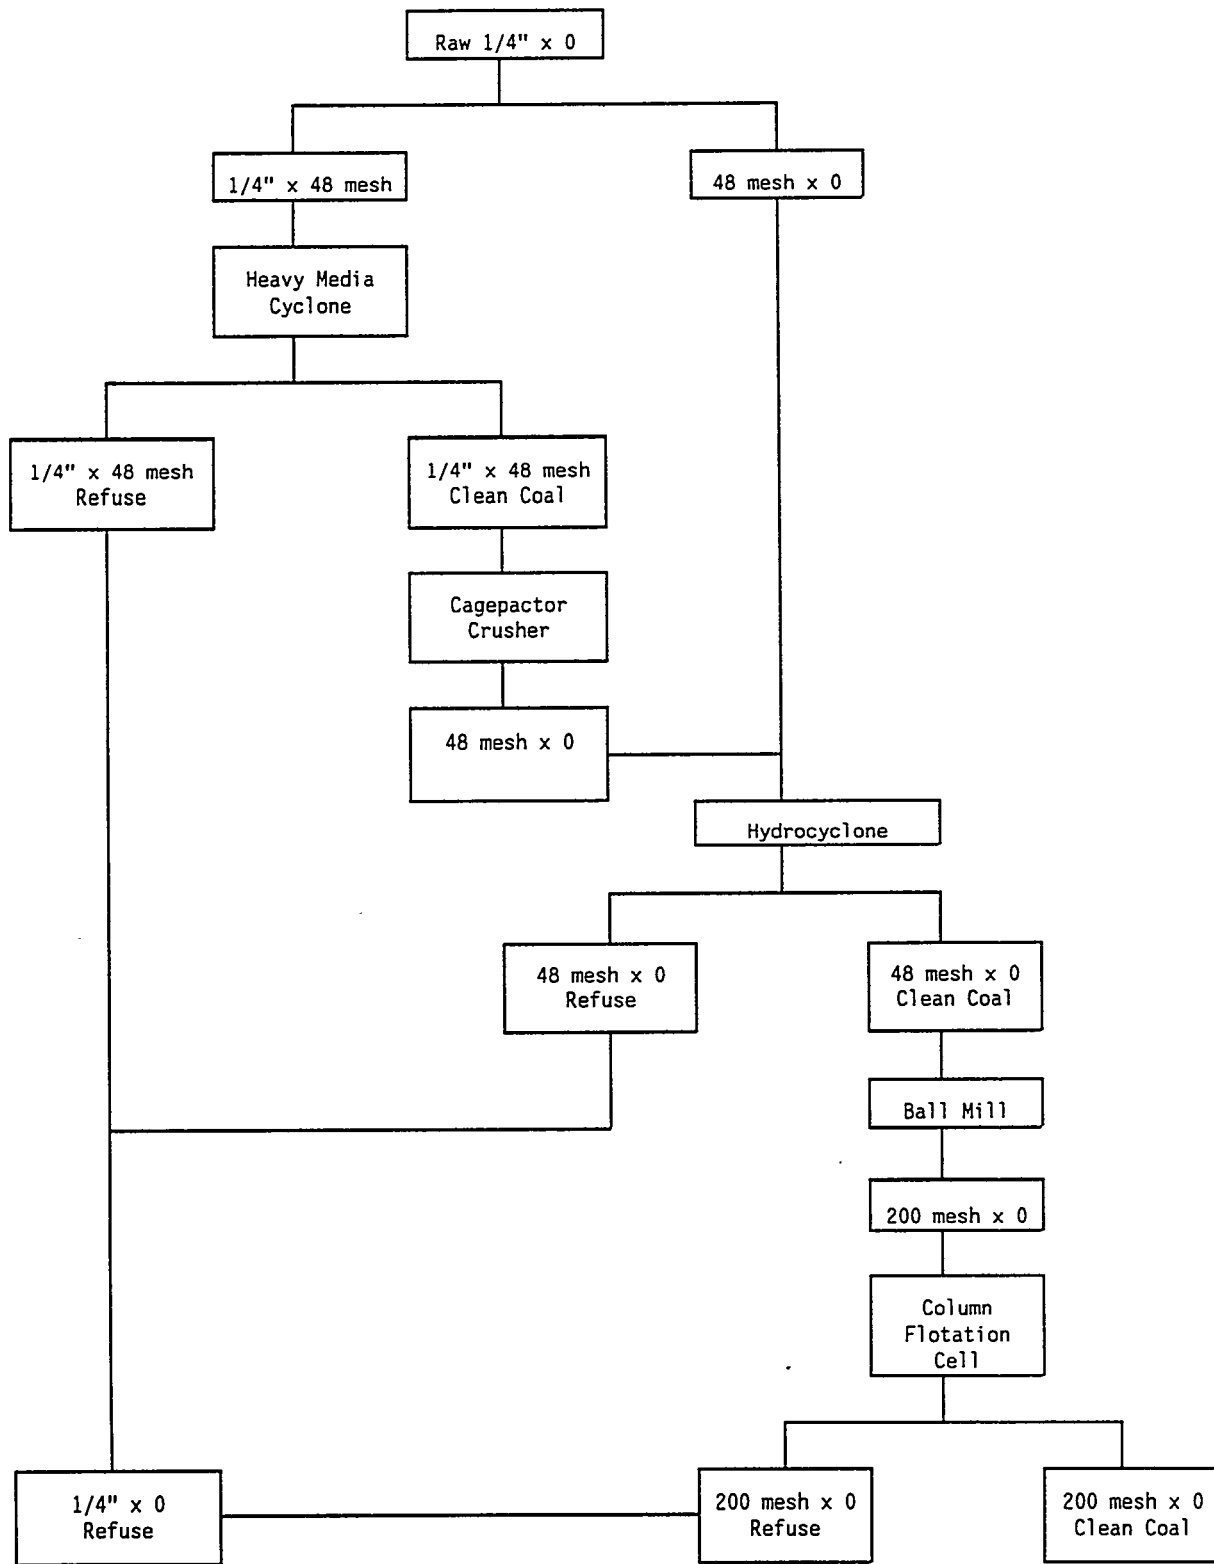 Raw 1/4" x 0
1/4" x 48 mesh
48 mesh x 0
Heavy Media
Cyclone
1/4" x 48 mesh
Refuse
1/4" x 48 mesh
Clean Coal
Cagepactor
Crusher
48 mesh x 0
Hydrocyclone
48 mesh x 0
Refuse
48 mesh x 0
Clean Coal
Ball Mill
200 mesh x 0
Column
Flotation
Cell
1/4" x 0
Refuse
200 mesh x 0
Refuse
200 mesh x 0
Clean Coal